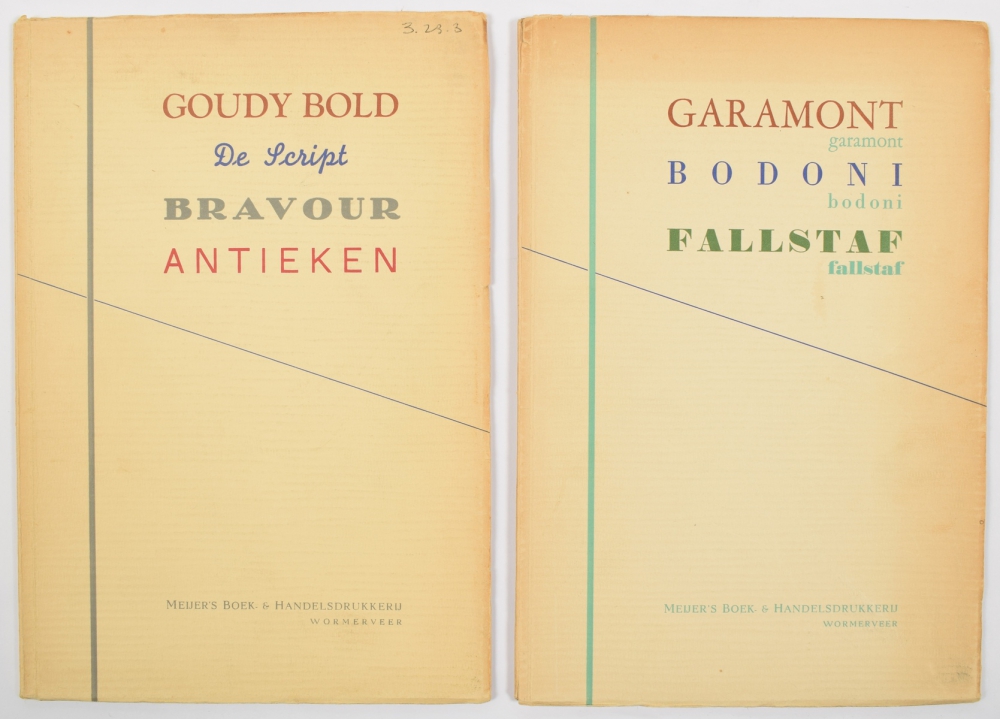 3.23.3
GOUDY BOLD
De Script
BRAVOUR
ANTIEKEN
MEIJER'S BOEK- & HANDELSDRUKKERIJ
WORMERVEER
GARAMONT
garamont
BODONI
bodoni
FALLSTAF
fallstaf
MEIJER'S BOEK- & HANDELSDRUKKERIJ
WORMERVEER